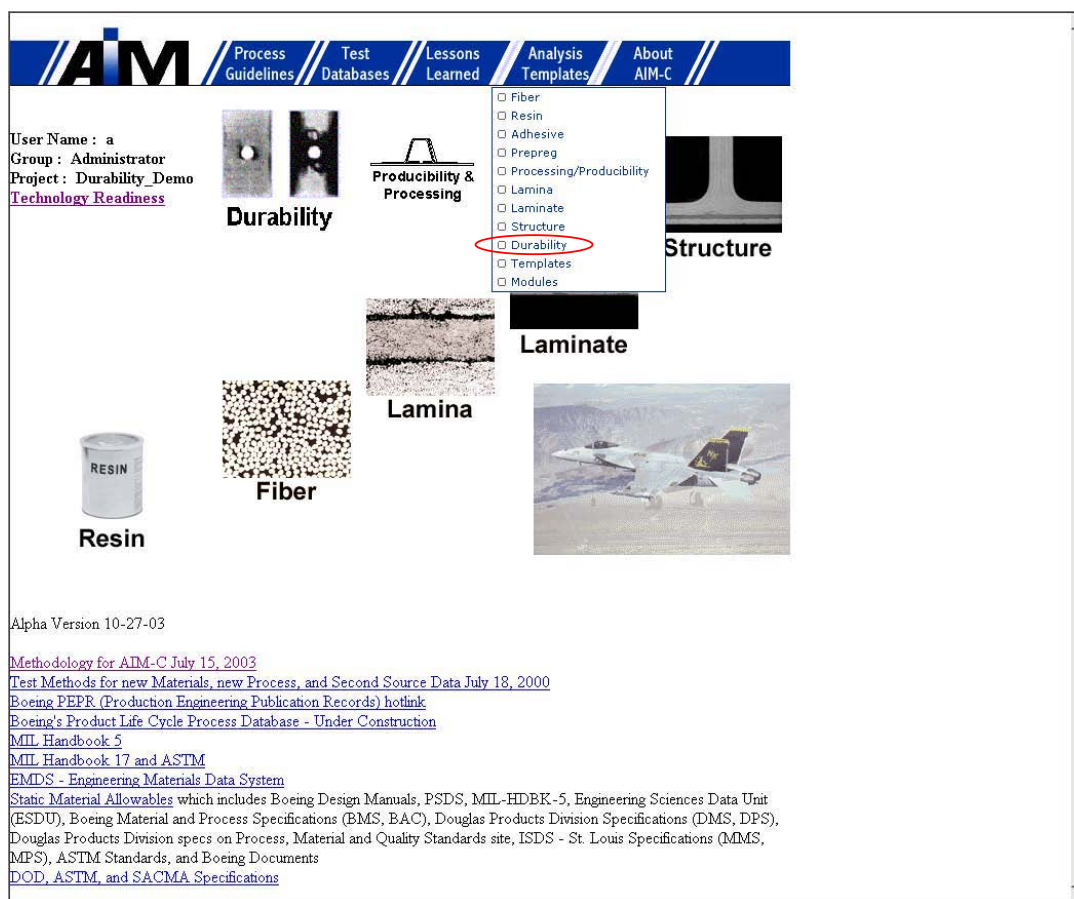 AIM
Process Guidelines
Test Databases
Lessons Learned
Analysis Templates
About AIM-C
Fiber
Resin
Adhesive
Prepreg
Processing/Producibility
Lamina
Laminate
Structure
Durability
Templates
Modules
User Name : a
Group : Administrator
Project : Durability_Demo
Technology Readiness
Durability
Producibility &
Processing
Structure
Laminate
Lamina
Fiber
RESIN
Resin
Alpha Version 10-27-03
Methodology for AIM-C July 15, 2003
Test Methods for new Materials, new Process, and Second Source Data July 18, 2000
Boeing PEPR (Production Engineering Publication Records) hotlink
Boeing's Product Life Cycle Process Database - Under Construction
MIL Handbook 5
MIL Handbook 17 and ASTM
EMDS - Engineering Materials Data System
Static Material Allowables which includes Boeing Design Manuals, PSDS, MIL-HDBK-5, Engineering Sciences Data Unit
(ESDU), Boeing Material and Process Specifications (BMS, BAC), Douglas Products Division Specifications (DMS, DPS),
Douglas Products Division specs on Process, Material and Quality Standards site, ISDS - St. Louis Specifications (MMS,
MPS), ASTM Standards, and Boeing Documents
DOD, ASTM, and SACMA Specifications